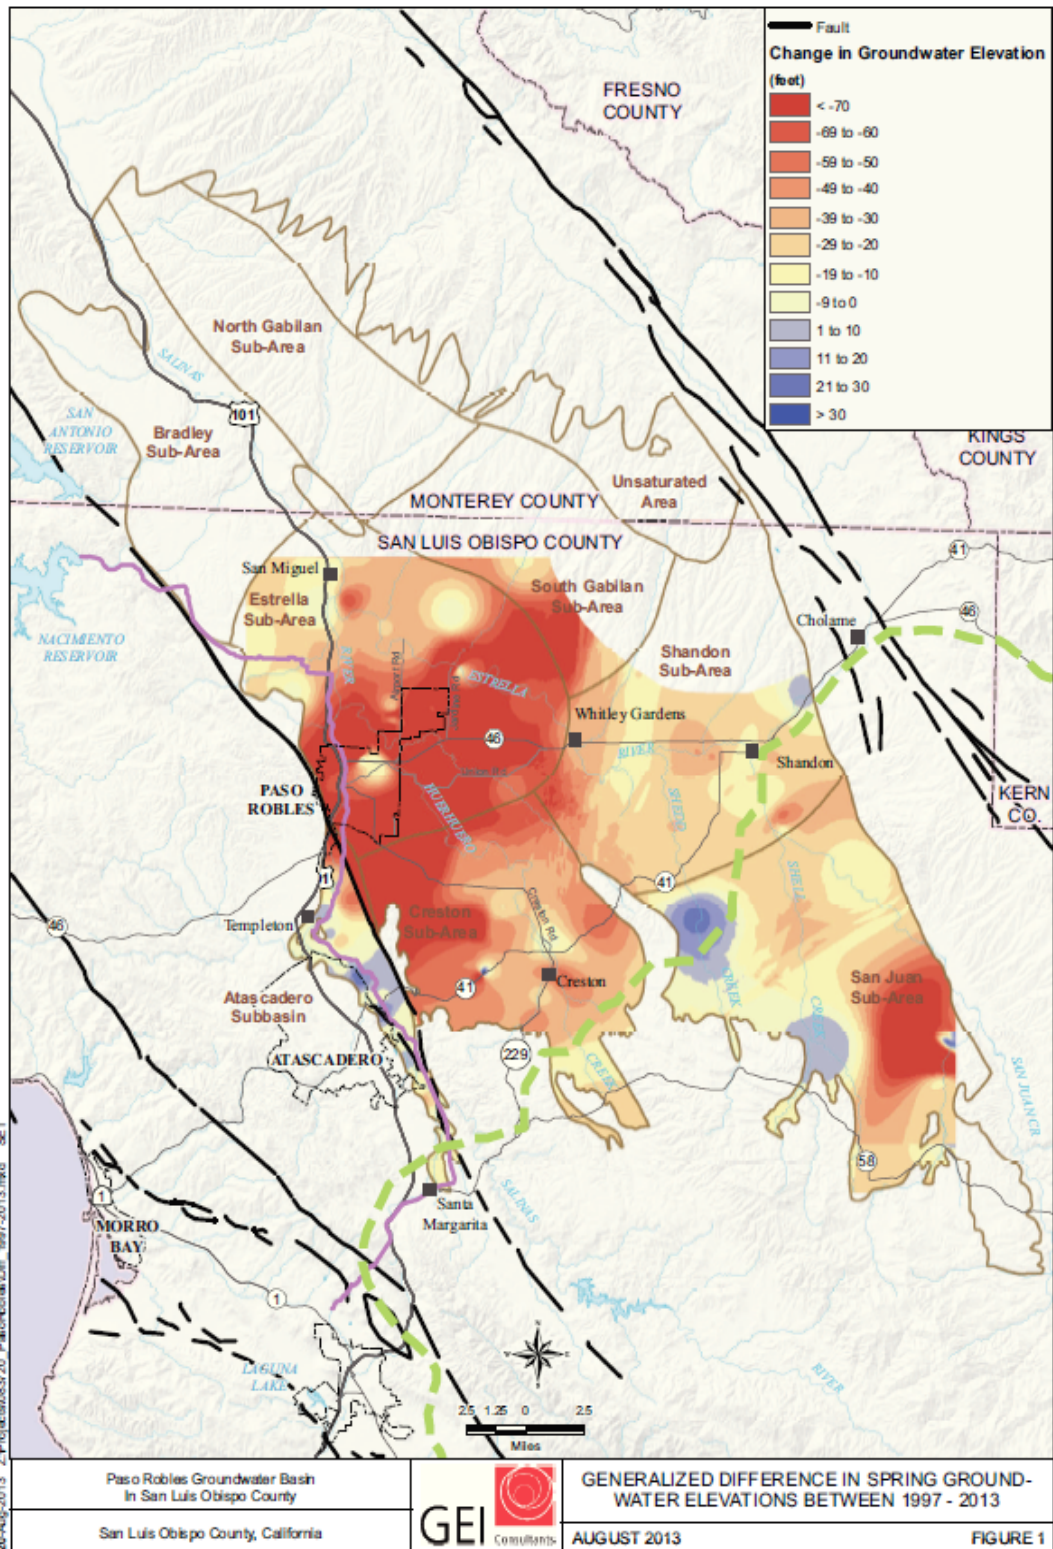 Fault
Change in Groundwater Elevation
(feet)
< -70
-69 to -60
-59 to -50
-49 to -40
-39 to -30
-29 to -20
-19 to -10
-9 to 0
1 to 10
11 to 20
21 to 30
> 30
FRESNO
COUNTY
KINGS
COUNTY
North Gabilan
Sub-Area
SALINAS
101
SAN
ANTONIO
RESERVOIR
Bradley
Sub-Area
Unsaturated
Area
MONTEREY COUNTY
SAN LUIS OBISPO COUNTY
41
San Miguel
Estrella
Sub-Area
South Gabilan
Sub-Area
46
Cholame
NACIMIENTO
RESERVOIR
RIVER
Airport Rd
Shandon
Sub-Area
ESTRELLA
Whitley Gardens
46
RIVER
Shandon
PASO
ROBLES
HUERHUERO
KERN
CO.
41
46
Templeton
Creston
Sub-Area
Creston Rd
Creston
41
San Juan
Sub-Area
CREEK
Atascadero
Subbasin
ATASCADERO
229
CREEK
SAN JUAN CR
58
1
MORRO
BAY
Santa
Margarita
SALINAS
1
LAGUNA
LAKE
RIVER
N
2.5 1.25 0 2.5
Miles
Paso Robles Groundwater Basin
In San Luis Obispo County
San Luis Obispo County, California
GEI
Consultants
GENERALIZED DIFFERENCE IN SPRING GROUND-
WATER ELEVATIONS BETWEEN 1997 - 2013
AUGUST 2013
FIGURE 1